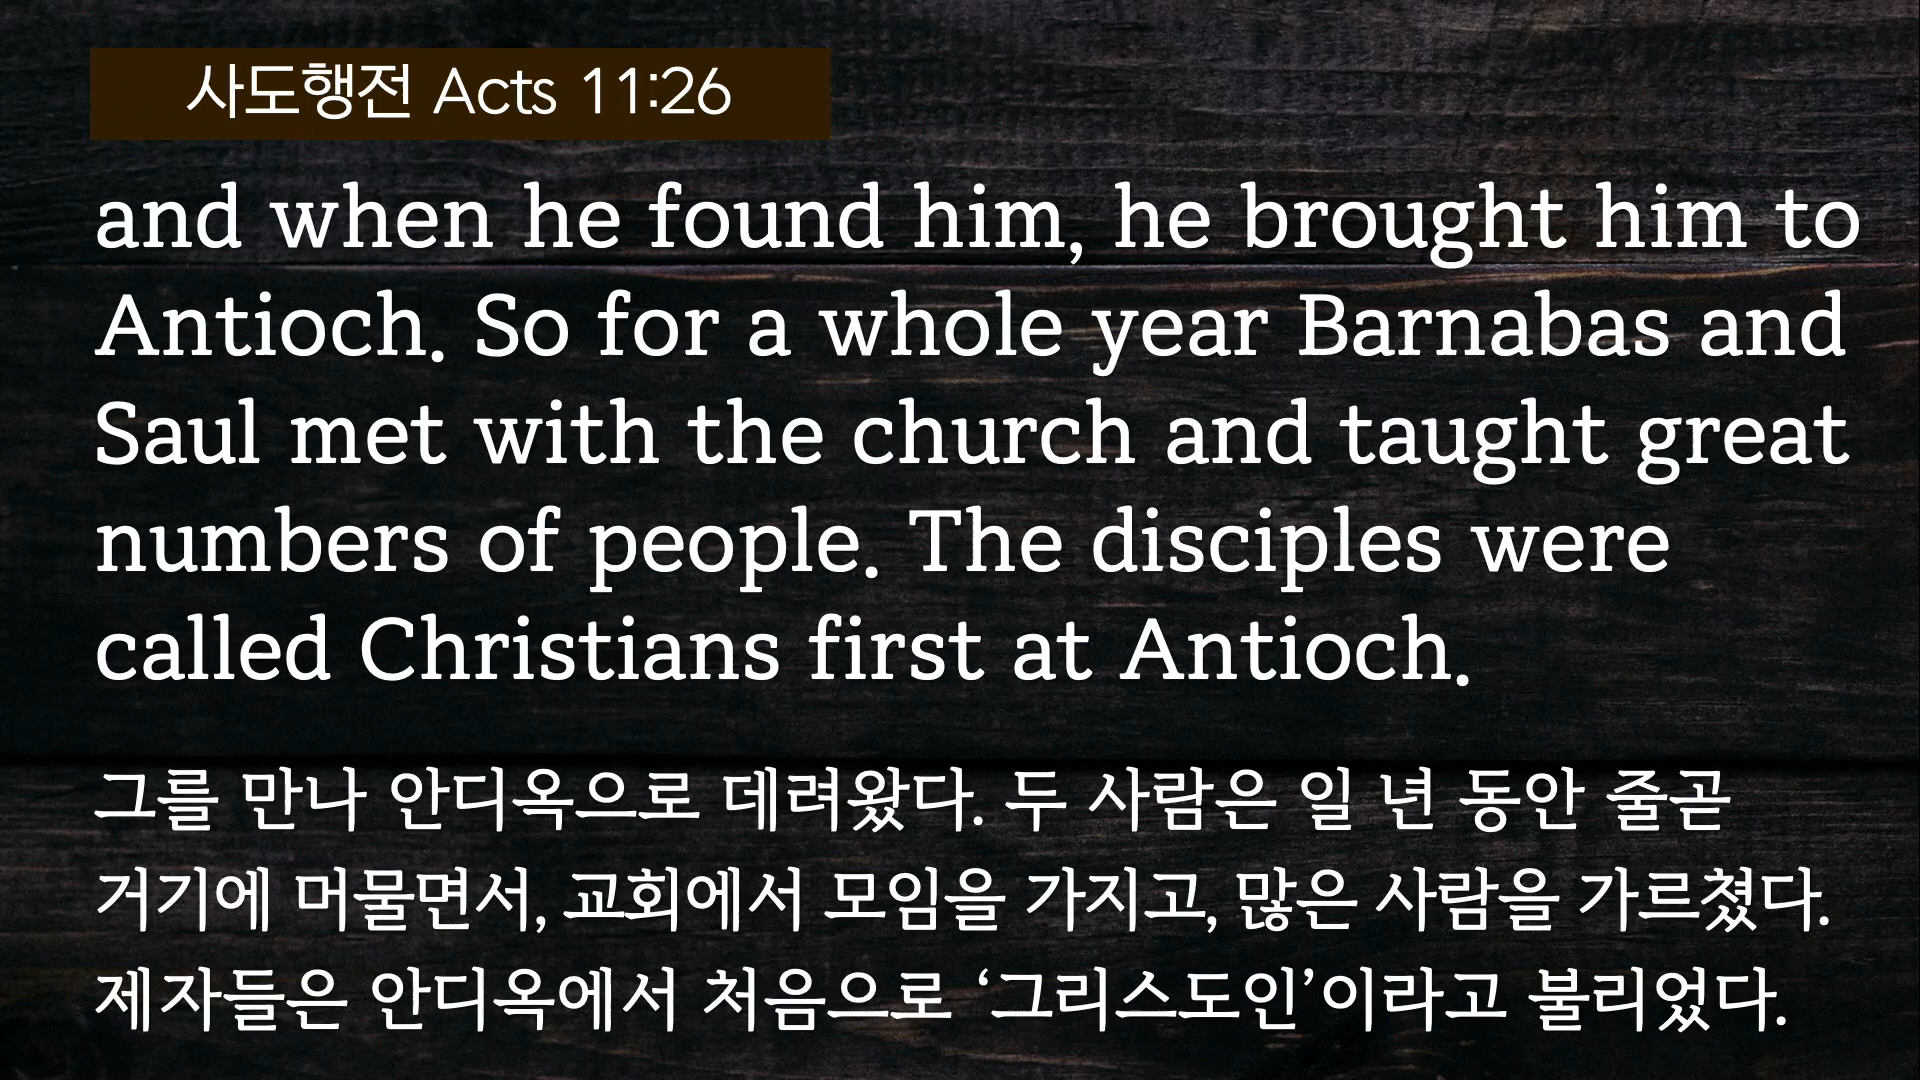 사도행전 Acts 11:26
and when he found him, he brought him to
Antioch. So for a whole year Barnabas and
Saul met with the church and taught great
numbers of people. The disciples were
called Christians first at Antioch.
그를 만나 안디옥으로 데려왔다. 두 사람은 일 년 동안 줄곧
거기에 머물면서, 교회에서 모임을 가지고, 많은 사람을 가르쳤다.
제자들은 안디옥에서 처음으로 ‘그리스도인’이라고 불리었다.